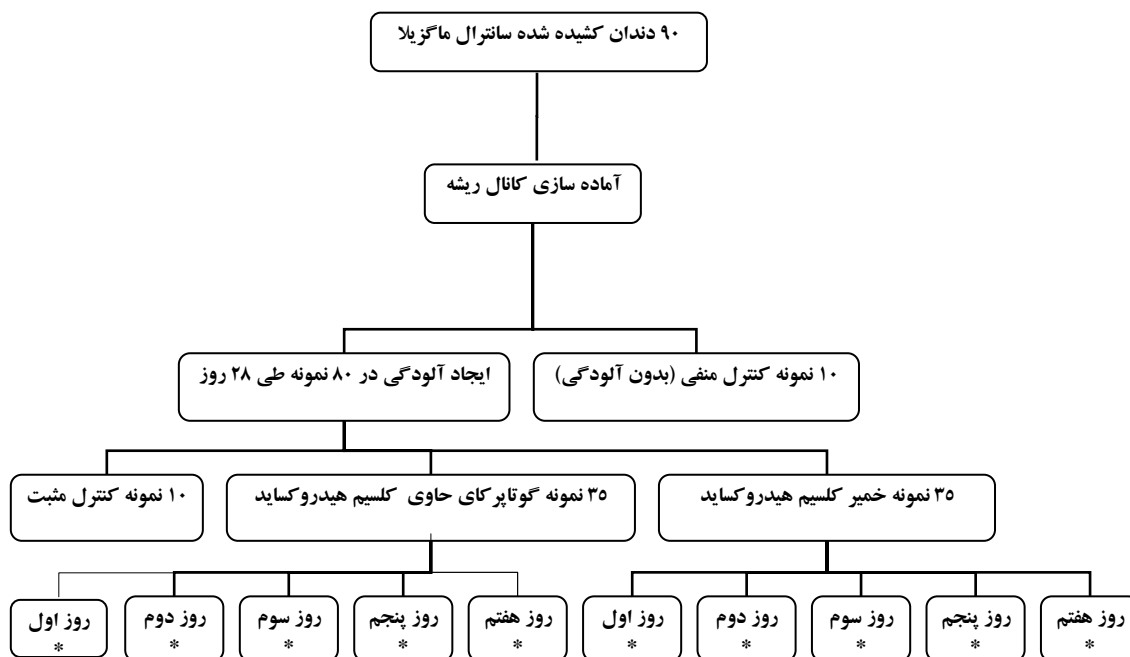 ۹۰ دندان کشیده شده سانترال ماگزیلا
آماده سازی کانال ریشه
۱۰ نمونه کنترل منفی (بدون آلودگی)
ایجاد آلودگی در ۸۰ نمونه طی ۲۸ روز
۳۵ نمونه خمیر کلسیم هیدروکساید
۳۵ نمونه گوتاپرکای حاوی کلسیم هیدروکساید
۱۰ نمونه کنترل مثبت
روز هفتم
*
روز پنجم
*
روز سوم
*
روز دوم
*
روز اول
*
روز هفتم
*
روز پنجم
*
روز سوم
*
روز دوم
*
روز اول
*